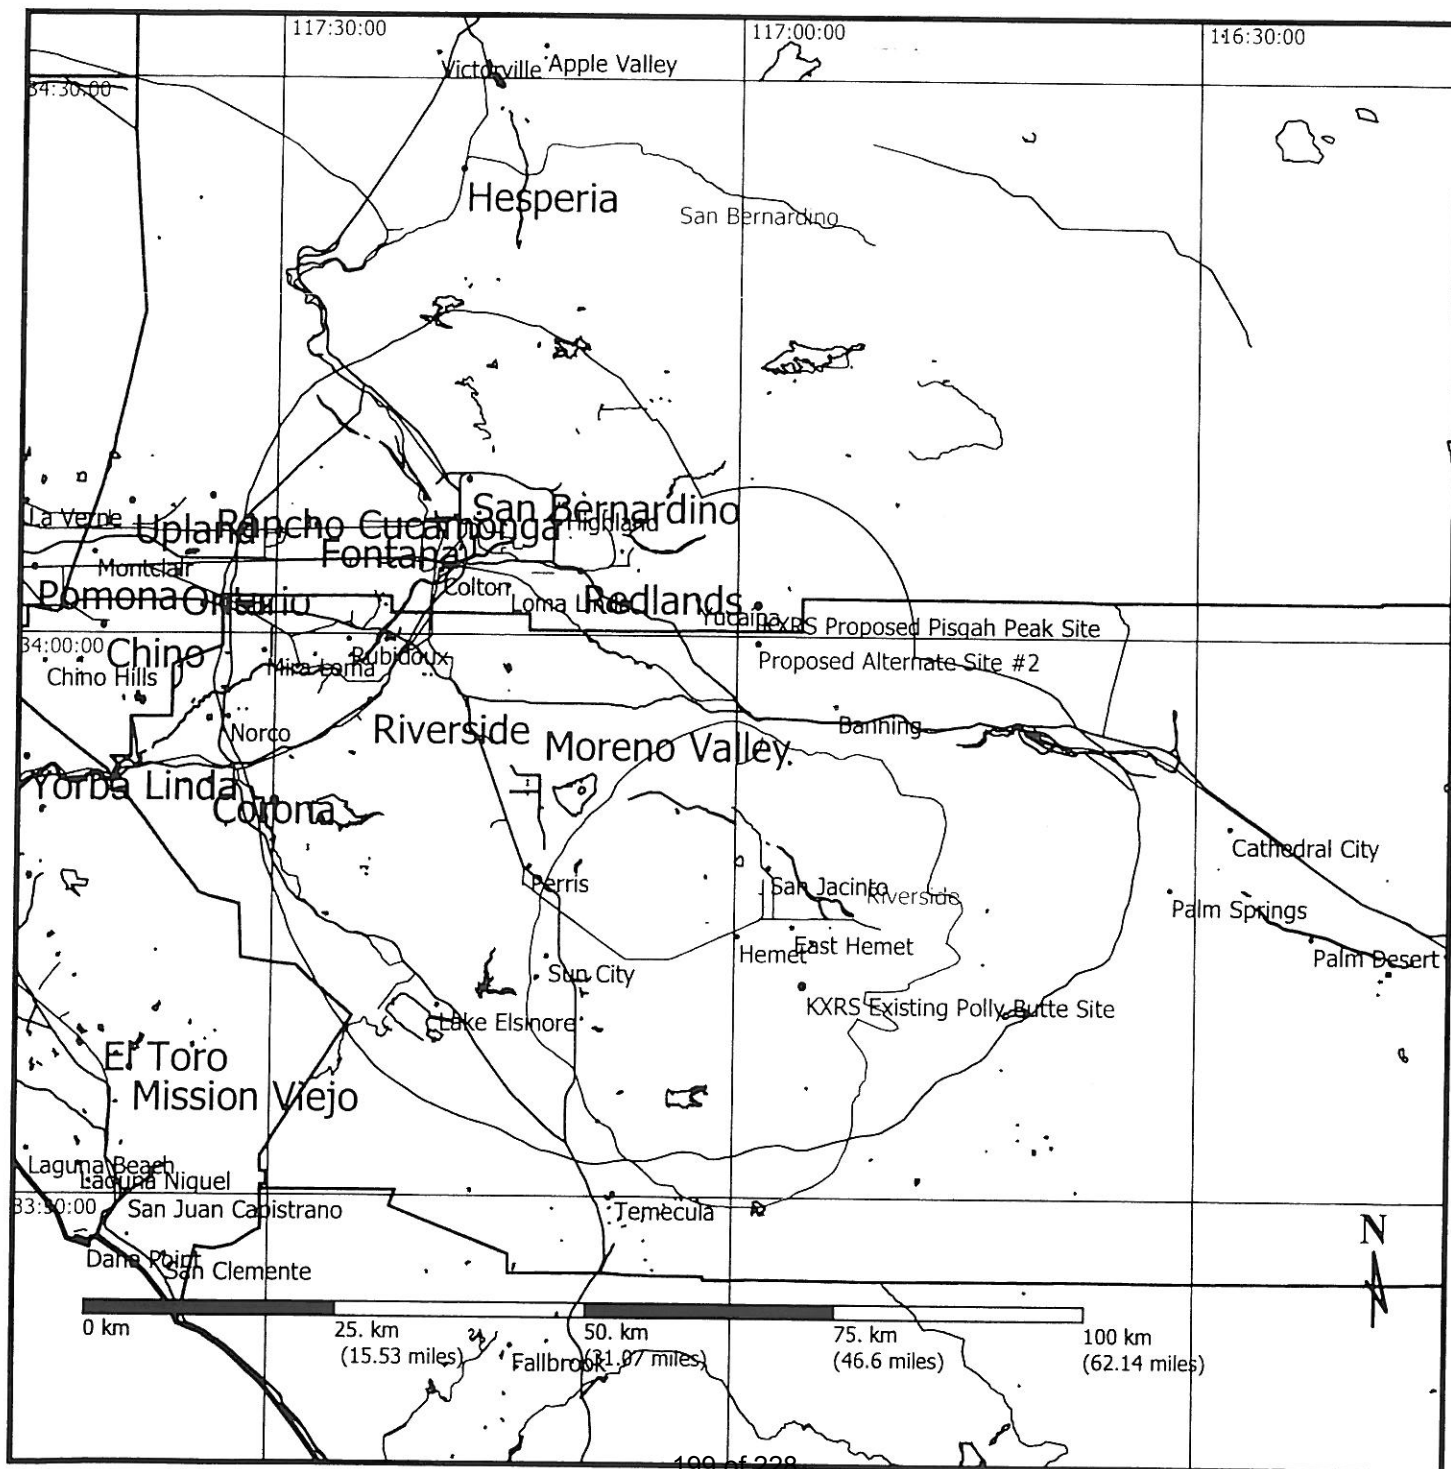 117:30:00
117:00:00
116:30:00
Victorville
Apple Valley
34:30:00
Hesperia
San Bernardino
San Bernardino
La Verne
Upland
Rancho Cucamonga
Highland
Fontana
Montclair
Colton
Pomona
Ontario
Loma Linda
Redlands
Yucaipa
KXRS Proposed Pisgah Peak Site
34:00:00
Chino
Rubidoux
Proposed Alternate Site #2
Chino Hills
Mira Loma
Norco
Riverside
Moreno Valley
Banning
Yorba Linda
Corona
Cathedral City
Perris
San Jacinto
Riverside
Palm Springs
Hemet
East Hemet
Palm Desert
Sun City
KXRS Existing Polly Butte Site
Lake Elsinore
El Toro
Mission Viejo
Laguna Beach
Laguna Niguel
33:30:00
San Juan Capistrano
Temecula
N
Dana Point
San Clemente
0 km
25. km
50. km
75. km
100 km
(15.53 miles)
(31.07 miles)
(46.6 miles)
(62.14 miles)
Fallbrook
199 of 228